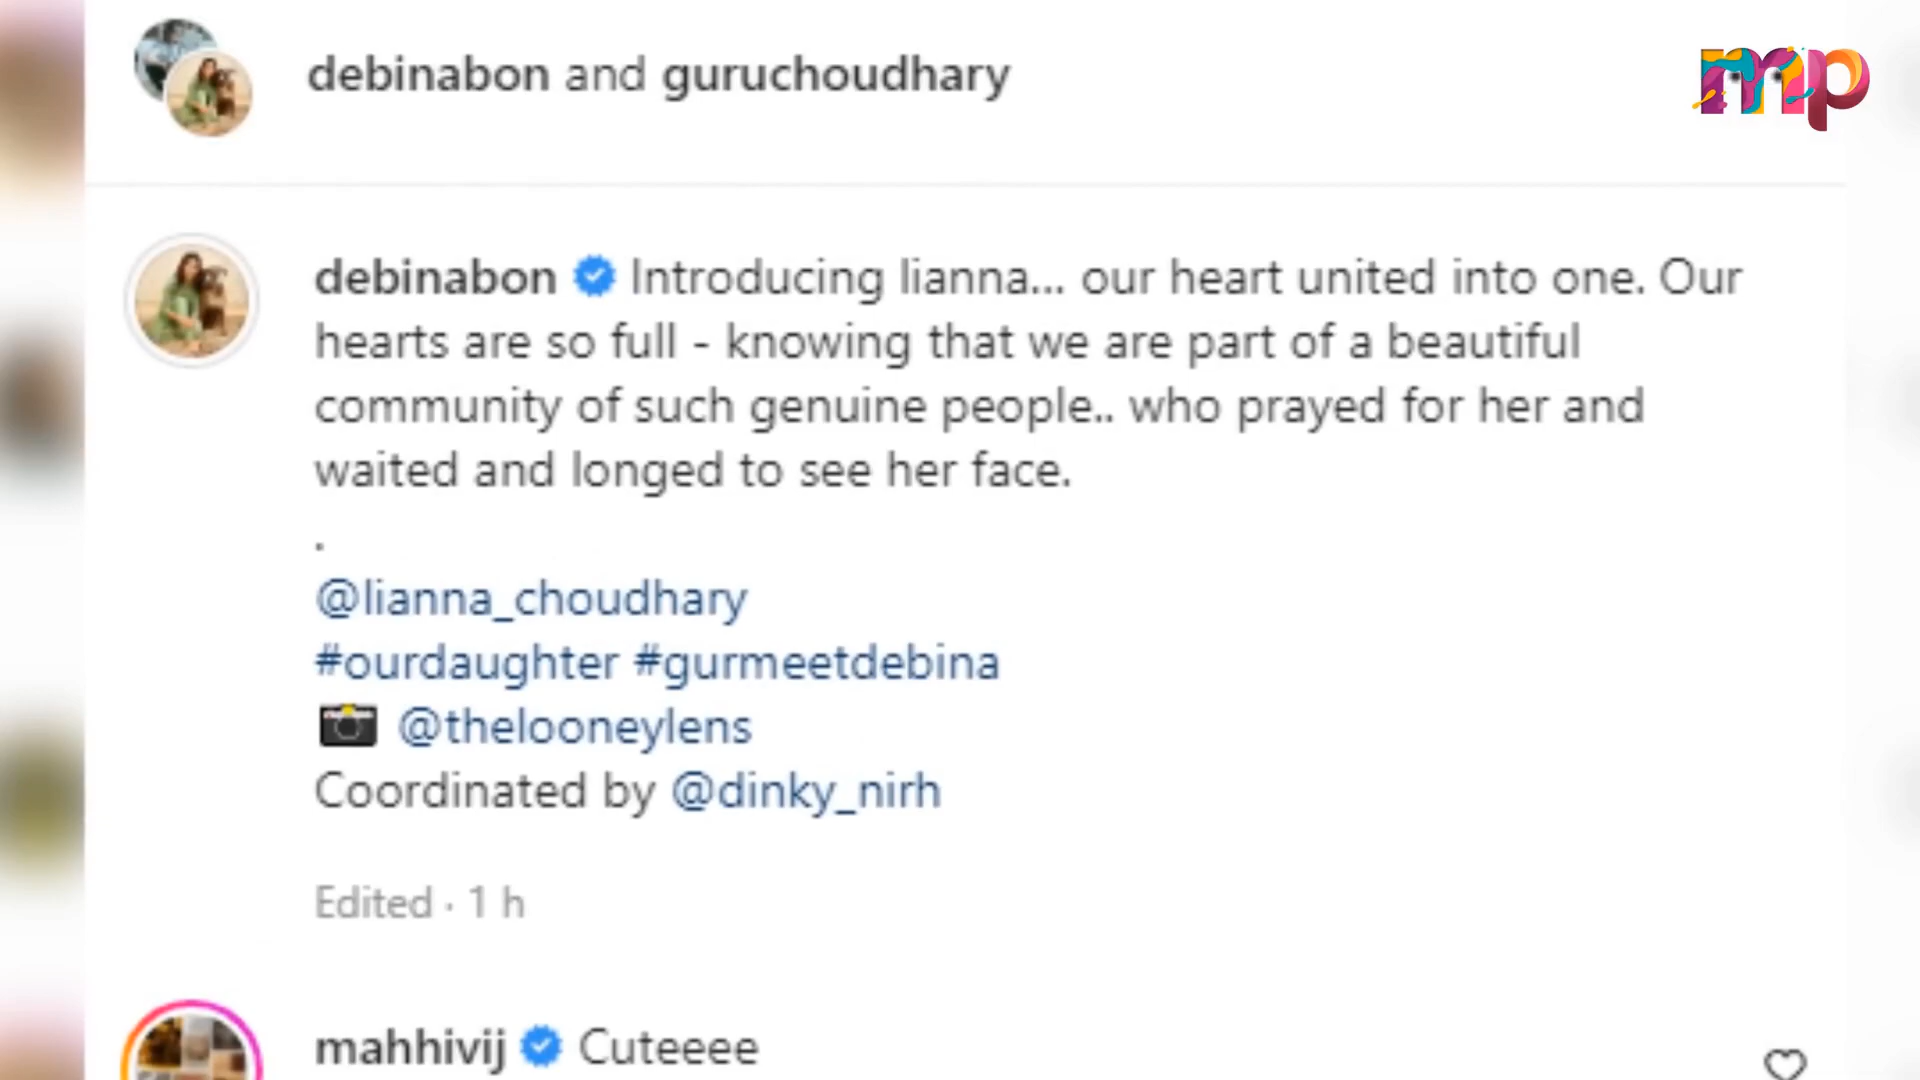 debinabon and guruchoudhary
mp
debinabon Introducing lianna... our heart united into one. Our
hearts are so full - knowing that we are part of a beautiful
community of such genuine people.. who prayed for her and
waited and longed to see her face.
.
@lianna_choudhary
#ourdaughter #gurmeetdebina
📷 @thelooneylens
Coordinated by @dinky_nirh
Edited · 1 h
mahhivij Cuteeee